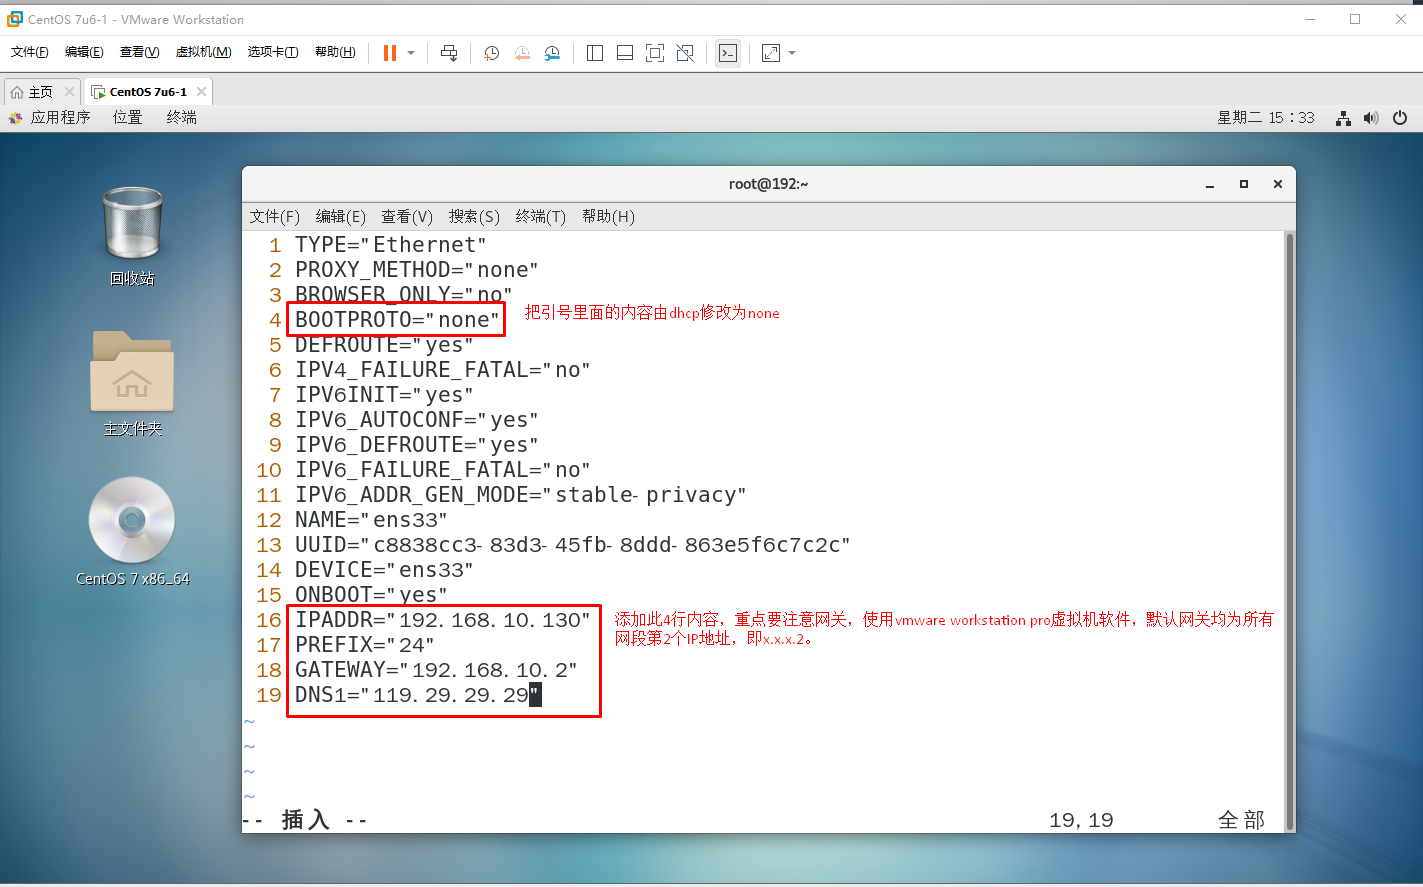 CentOS 7u6-1 - VMware Workstation
文件(F) 编辑(E) 查看(V) 虚拟机(M) 选项卡(T) 帮助(H)
主页 CentOS 7u6-1
应用程序 位置 终端 星期二 15：33
root@192:~
文件(F) 编辑(E) 查看(V) 搜索(S) 终端(T) 帮助(H)
1 TYPE="Ethernet"
2 PROXY_METHOD="none"
3 BROWSER_ONLY="no"
4 BOOTPROTO="none"
把引号里面的内容由dhcp修改为none
5 DEFROUTE="yes"
6 IPV4_FAILURE_FATAL="no"
7 IPV6INIT="yes"
8 IPV6_AUTOCONF="yes"
9 IPV6_DEFROUTE="yes"
10 IPV6_FAILURE_FATAL="no"
11 IPV6_ADDR_GEN_MODE="stable-privacy"
12 NAME="ens33"
13 UUID="c8838cc3-83d3-45fb-8ddd-863e5f6c7c2c"
14 DEVICE="ens33"
15 ONBOOT="yes"
16 IPADDR="192.168.10.130"
17 PREFIX="24"
18 GATEWAY="192.168.10.2"
19 DNS1="119.29.29.29"
添加此4行内容，重点要注意网关，使用vmware workstation pro虚拟机软件，默认网关均为所有
网段第2个IP地址，即x.x.x.2。
~
~
~
~
-- 插入 -- 19,19 全部
回收站
主文件夹
CentOS 7 x86_64